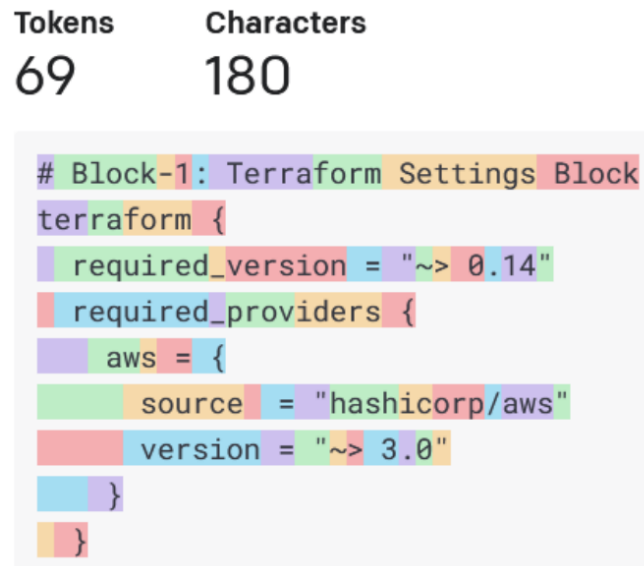 Tokens Characters
69 180
# Block-1: Terraform Settings Block
terraform {
  required_version = "~> 0.14"
  required_providers {
    aws = {
      source  = "hashicorp/aws"
      version = "~> 3.0"
    }
  }